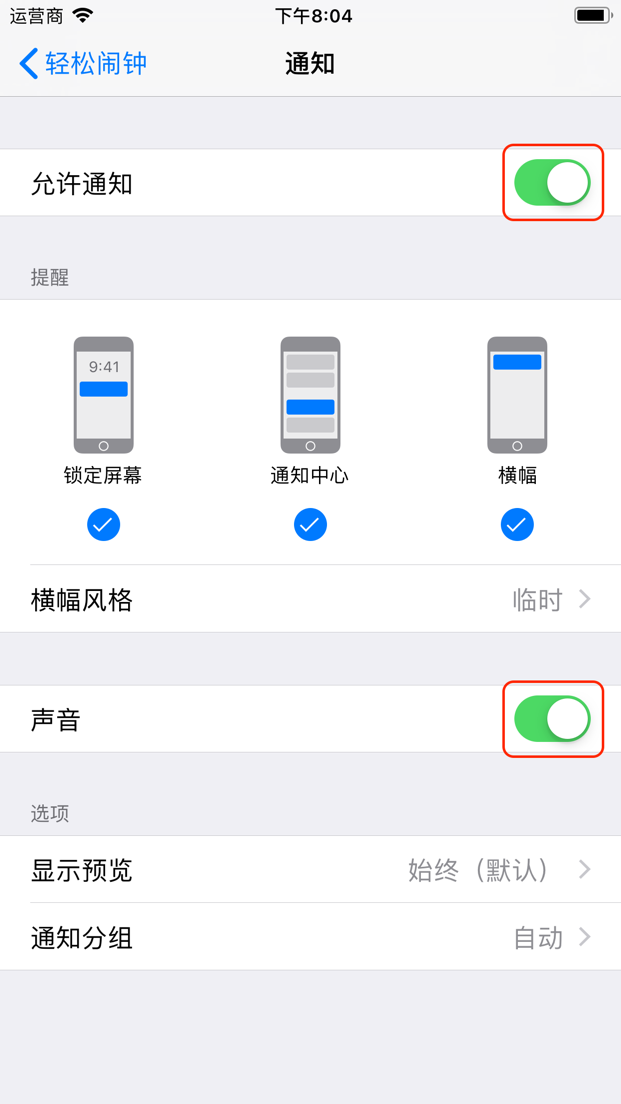 运营商 下午8:04
轻松闹钟 通知
允许通知
提醒
9:41
锁定屏幕 通知中心 横幅
横幅风格 临时
声音
选项
显示预览 始终（默认）
通知分组 自动